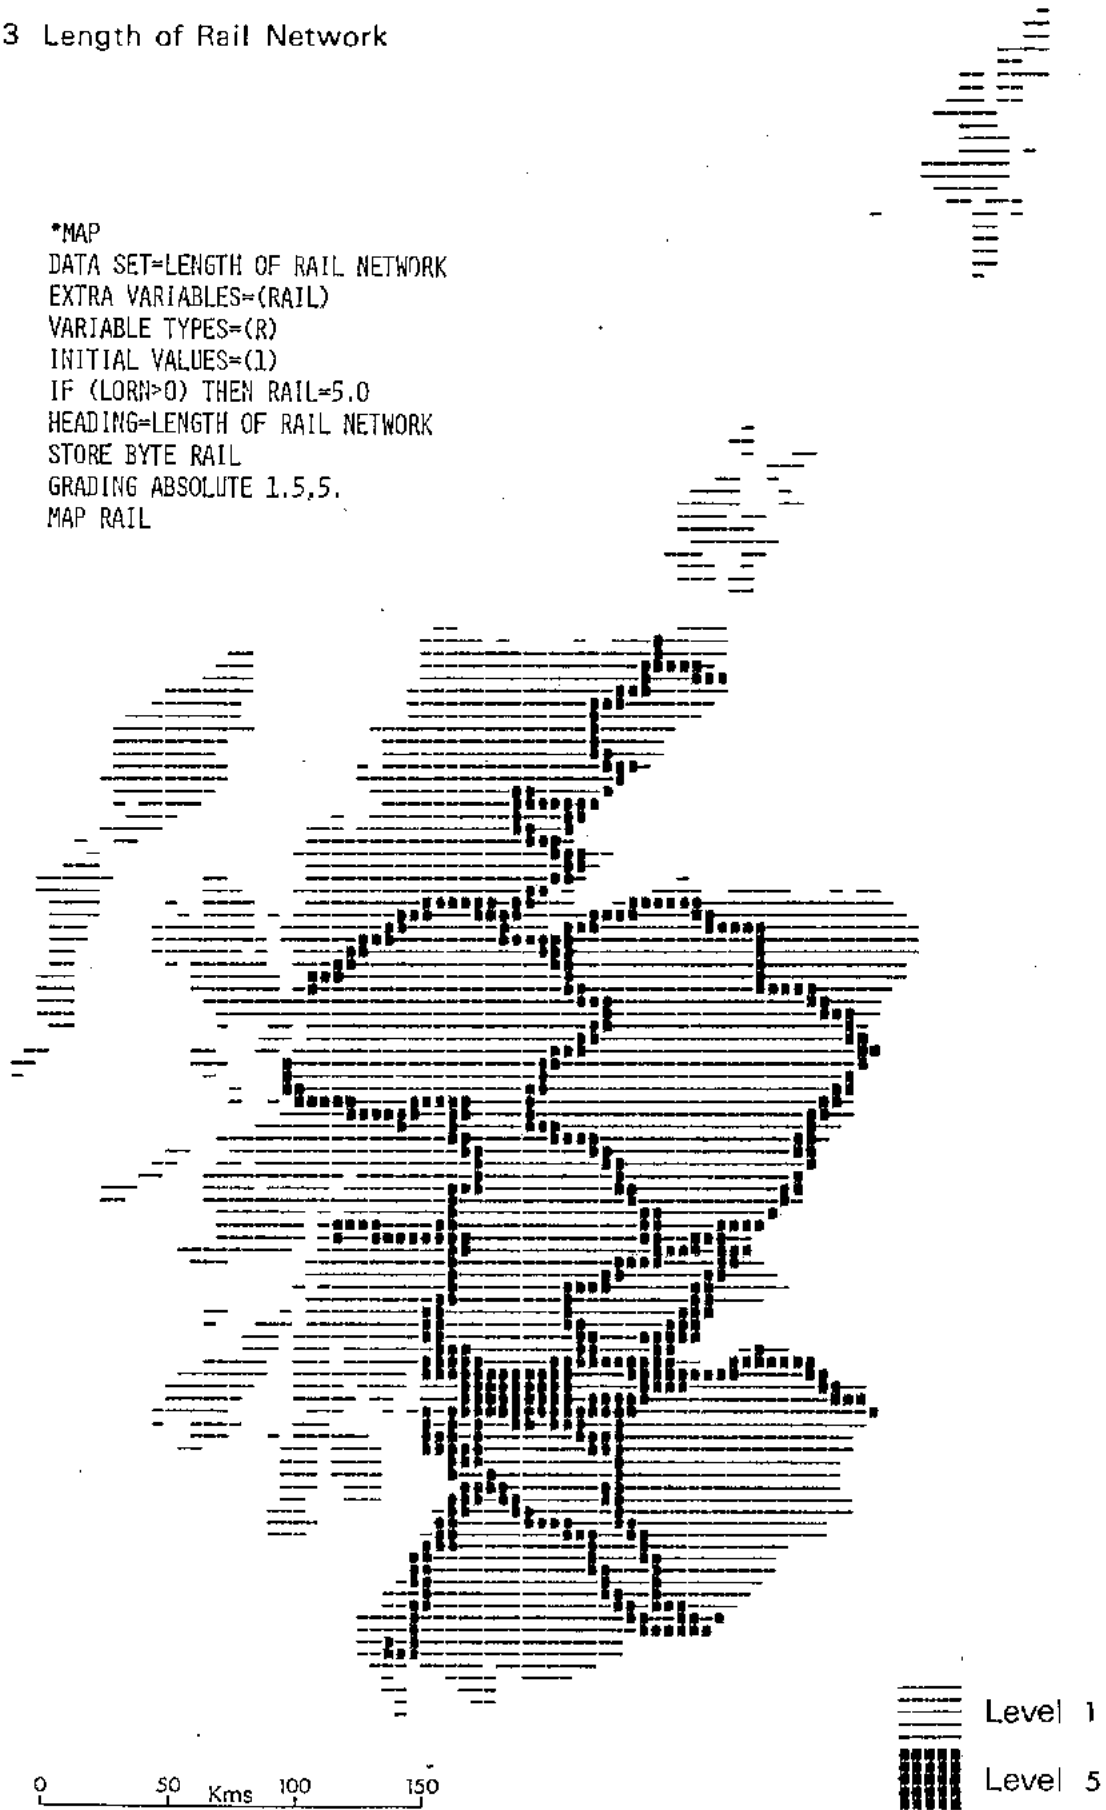 3 Length of Rail Network
*MAP
DATA SET=LENGTH OF RAIL NETWORK
EXTRA VARIABLES=(RAIL)
VARIABLE TYPES=(R)
INITIAL VALUES=(1)
IF (LORN>0) THEN RAIL=5.0
HEADING=LENGTH OF RAIL NETWORK
STORE BYTE RAIL
GRADING ABSOLUTE 1.5,5.
MAP RAIL
Level 1
Level 5
0 50 Kms 100 150